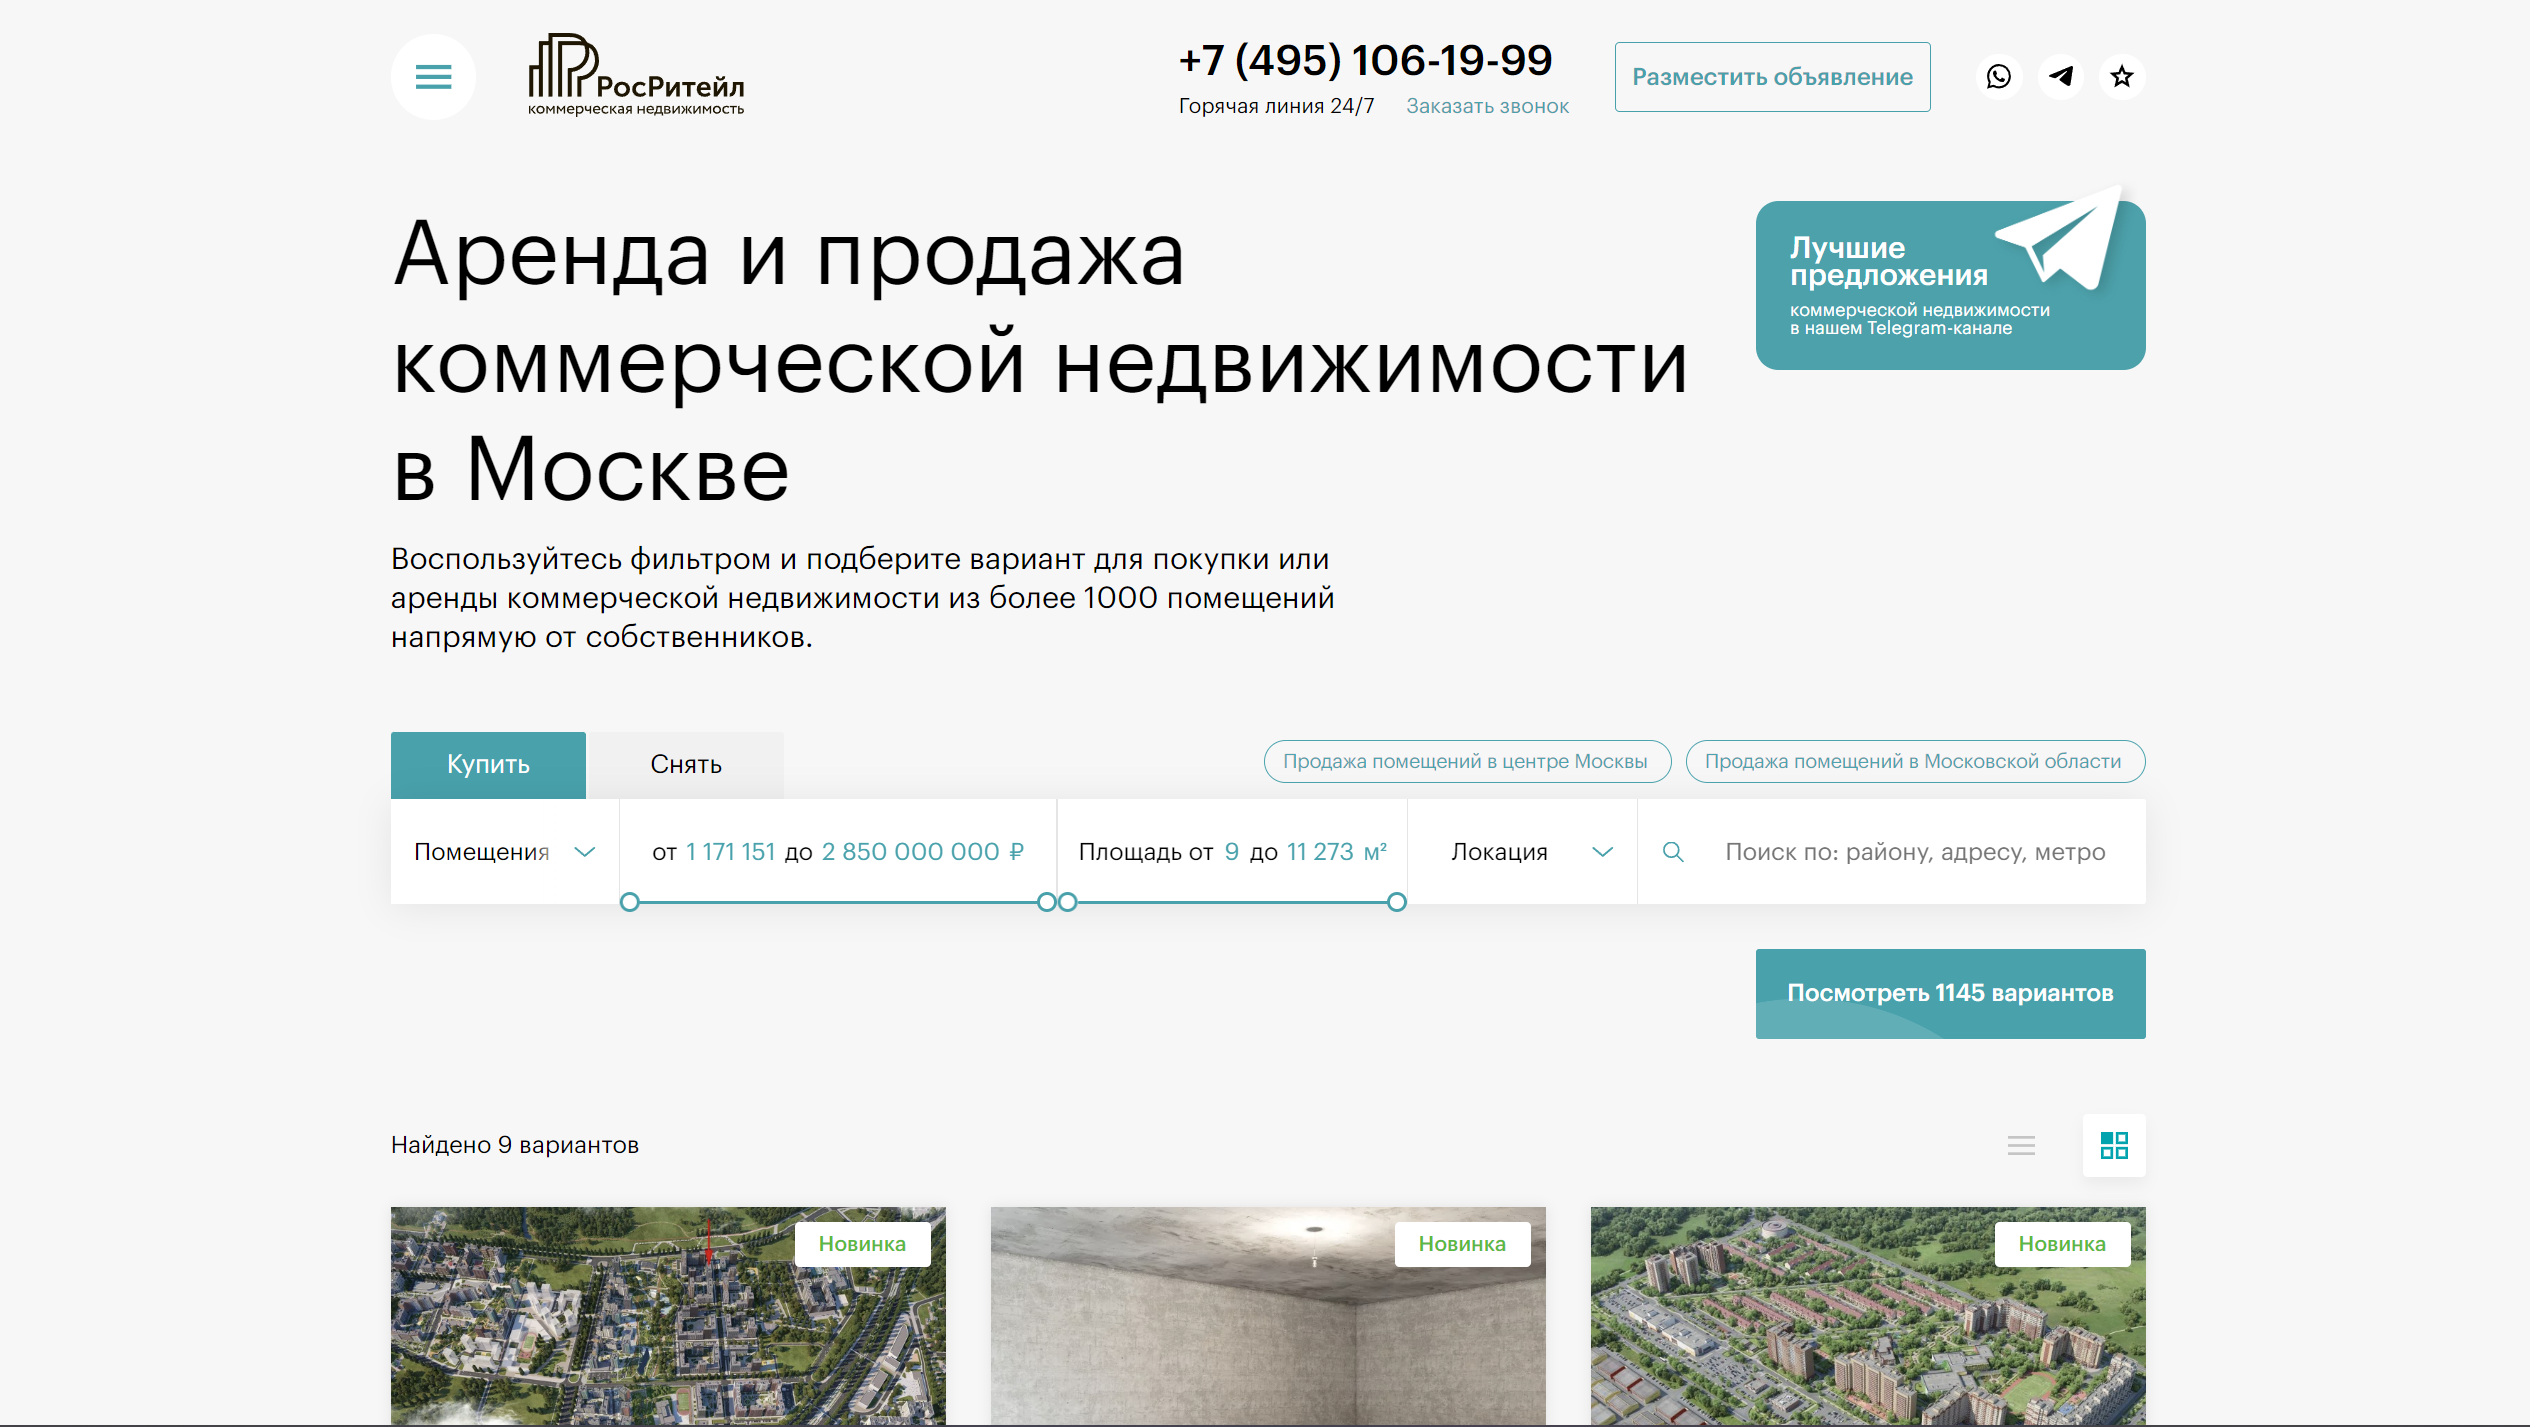 РосРитейл
коммерческая недвижимость
+7 (495) 106-19-99
Горячая линия 24/7
Заказать звонок
Разместить объявление
Аренда и продажа
коммерческой недвижимости
в Москве
Лучшие
предложения
коммерческой недвижимости
в нашем Telegram-канале
Воспользуйтесь фильтром и подберите вариант для покупки или
аренды коммерческой недвижимости из более 1000 помещений
напрямую от собственников.
Купить
Снять
Продажа помещений в центре Москвы
Продажа помещений в Московской области
Помещения
от 1 171 151 до 2 850 000 000 ₽
Площадь от 9 до 11 273 м²
Локация
Поиск по: району, адресу, метро
Посмотреть 1145 вариантов
Найдено 9 вариантов
Новинка
Новинка
Новинка